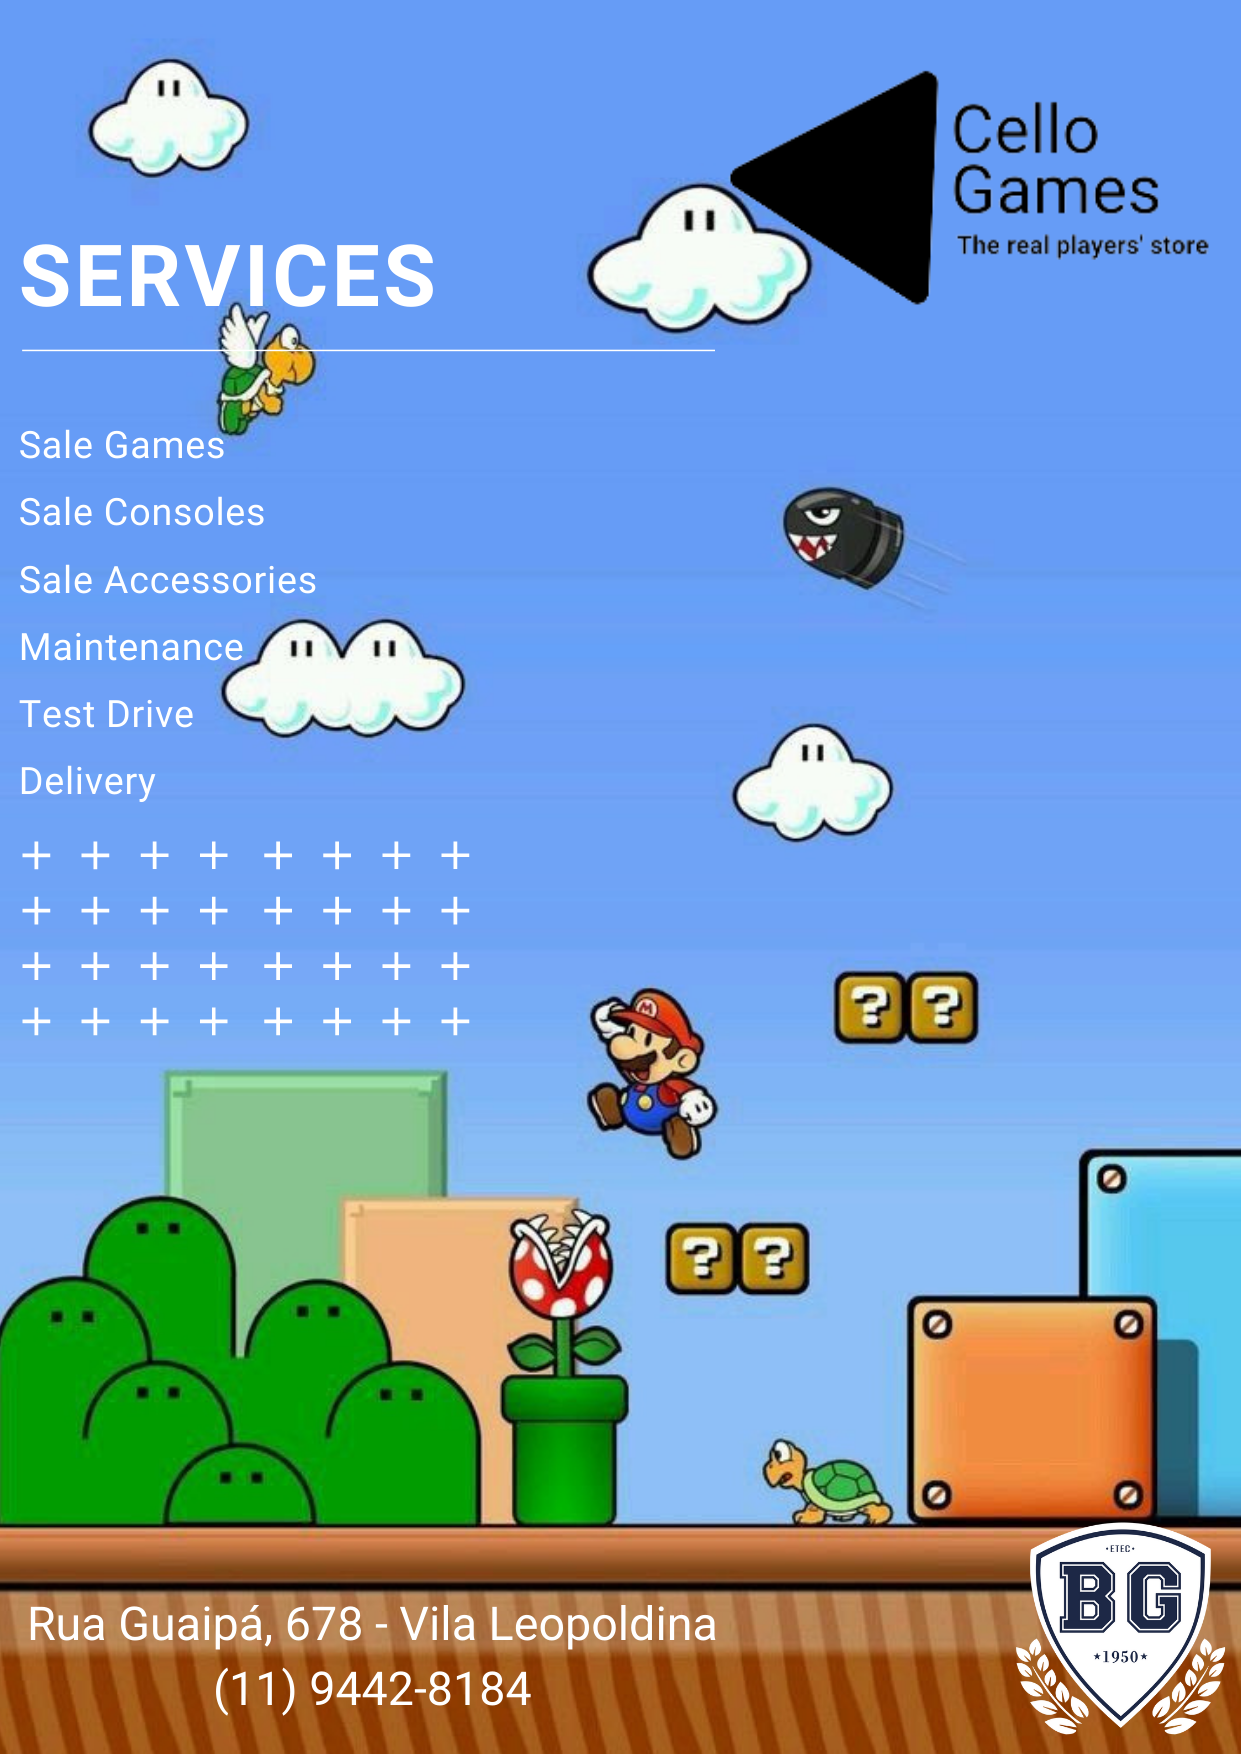 Cello
Games
The real players' store
SERVICES
Sale Games
Sale Consoles
Sale Accessories
Maintenance
Test Drive
Delivery
+ + + + + + + +
+ + + + + + + +
+ + + + + + + +
+ + + + + + + +
M
? ?
? ?
•ETEC•
BG
★1950★
Rua Guaipá, 678 - Vila Leopoldina
(11) 9442-8184